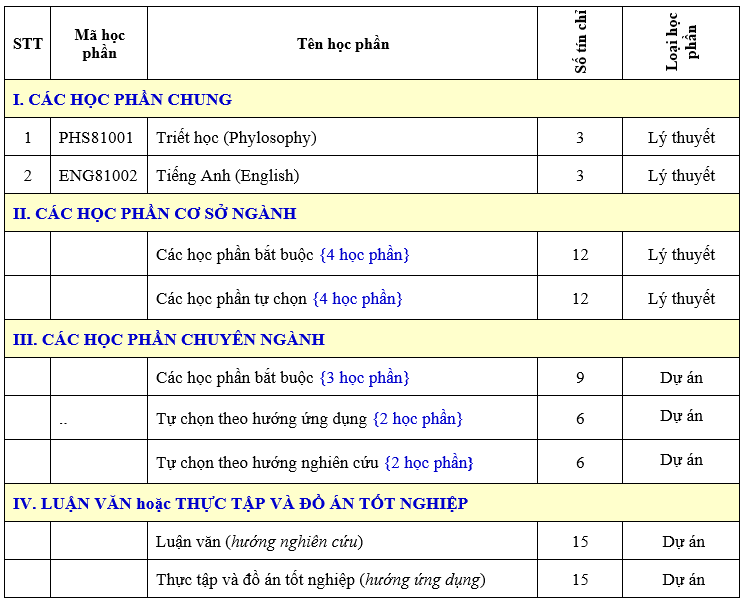 STT Mã học phần Tên học phần Số tín chỉ Loại học phần
I. CÁC HỌC PHẦN CHUNG
1 PHS81001 Triết học (Phylosophy) 3 Lý thuyết
2 ENG81002 Tiếng Anh (English) 3 Lý thuyết
II. CÁC HỌC PHẦN CƠ SỞ NGÀNH
Các học phần bắt buộc {4 học phần} 12 Lý thuyết
Các học phần tự chọn {4 học phần} 12 Lý thuyết
III. CÁC HỌC PHẦN CHUYÊN NGÀNH
Các học phần bắt buộc {3 học phần} 9 Dự án
.. Tự chọn theo hướng ứng dụng {2 học phần} 6 Dự án
Tự chọn theo hướng nghiên cứu {2 học phần} 6 Dự án
IV. LUẬN VĂN hoặc THỰC TẬP VÀ ĐỒ ÁN TỐT NGHIỆP
Luận văn (hướng nghiên cứu) 15 Dự án
Thực tập và đồ án tốt nghiệp (hướng ứng dụng) 15 Dự án